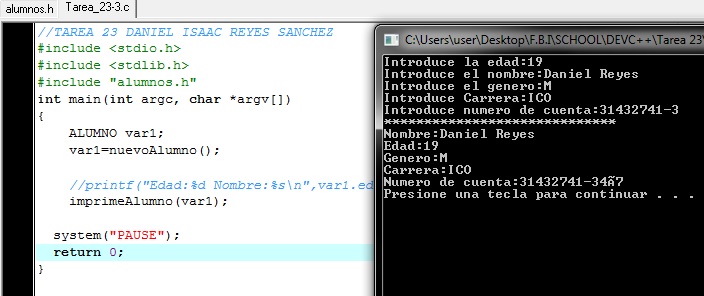 alumnos.h Tarea_23-3.c
//TAREA 23 DANIEL ISAAC REYES SANCHEZ
#include <stdio.h>
#include <stdlib.h>
#include "alumnos.h"
int main(int argc, char *argv[])
{
ALUMNO var1;
var1=nuevoAlumno();
//printf("Edad:%d Nombre:%s\n",var1.ed
imprimeAlumno(var1);
system("PAUSE");
return 0;
}
C:\Users\user\Desktop\F.B.I\SCHOOL\DEVC++\Tarea 23\
Introduce la edad:19
Introduce el nombre:Daniel Reyes
Introduce el genero:M
Introduce Carrera:ICO
Introduce numero de cuenta:31432741-3
******************************
Nombre:Daniel Reyes
Edad:19
Genero:M
Carrera:ICO
Numero de cuenta:31432741-34ã7
Presione una tecla para continuar . . .